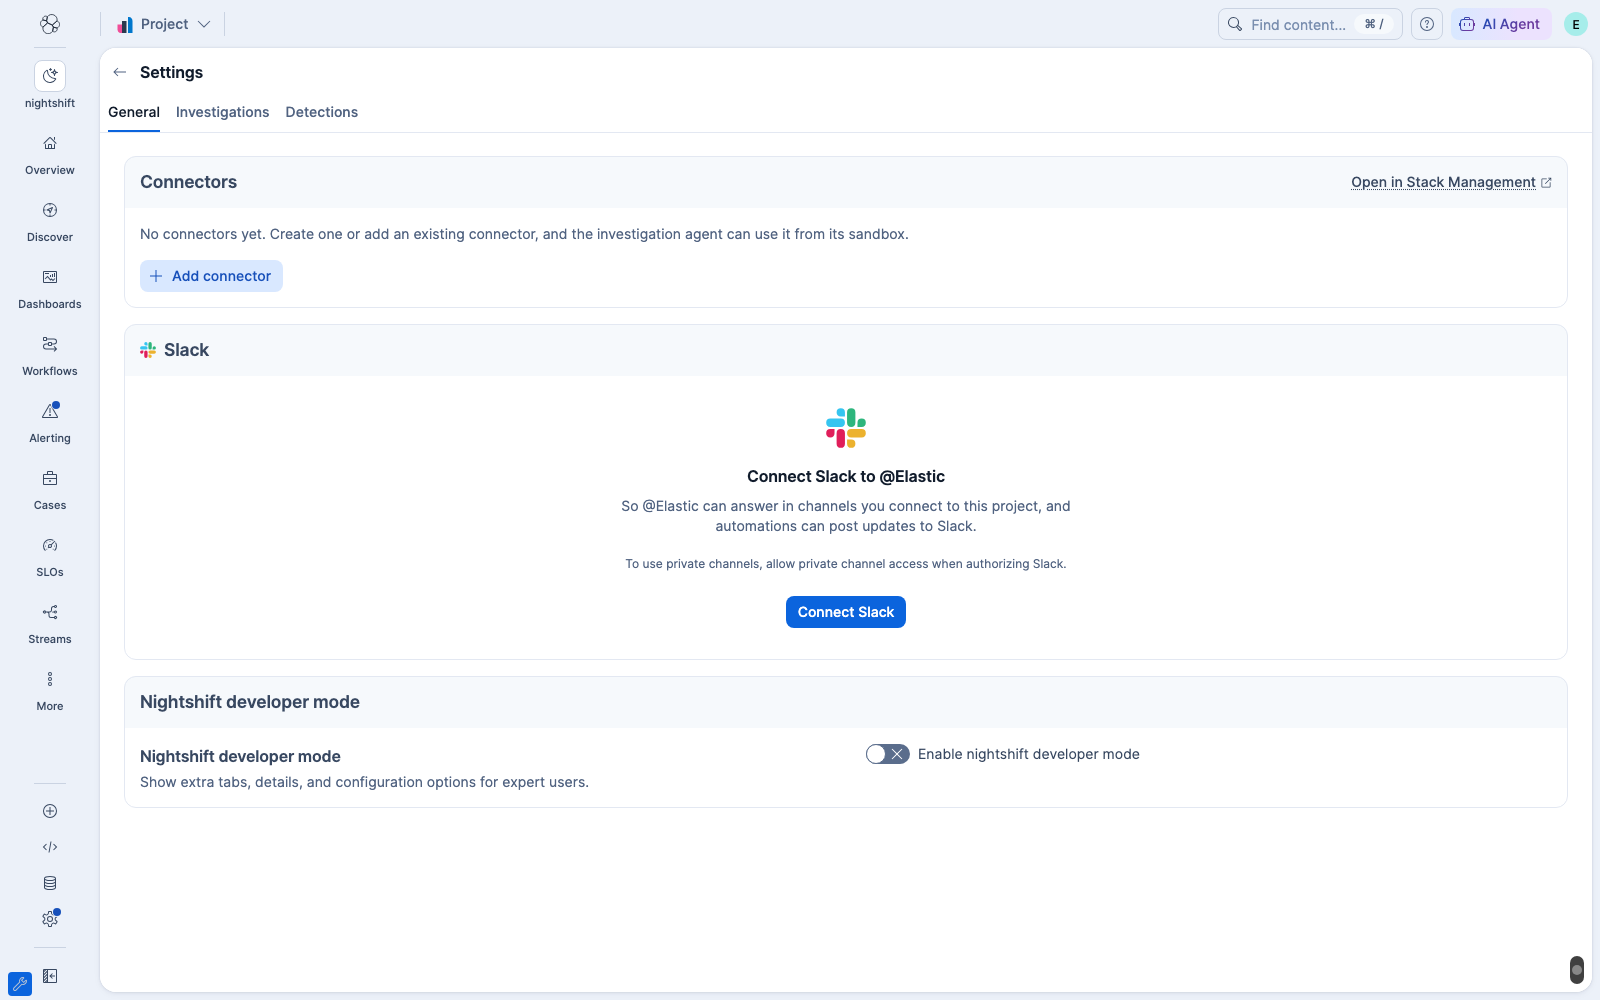 Project
Find content...
⌘ /
AI Agent
E
nightshift
Overview
Discover
Dashboards
Workflows
Alerting
Cases
SLOs
Streams
More
Settings
General
Investigations
Detections
Connectors
Open in Stack Management
No connectors yet. Create one or add an existing connector, and the investigation agent can use it from its sandbox.
Add connector
Slack
Connect Slack to @Elastic
So @Elastic can answer in channels you connect to this project, and
automations can post updates to Slack.
To use private channels, allow private channel access when authorizing Slack.
Connect Slack
Nightshift developer mode
Nightshift developer mode
Show extra tabs, details, and configuration options for expert users.
Enable nightshift developer mode